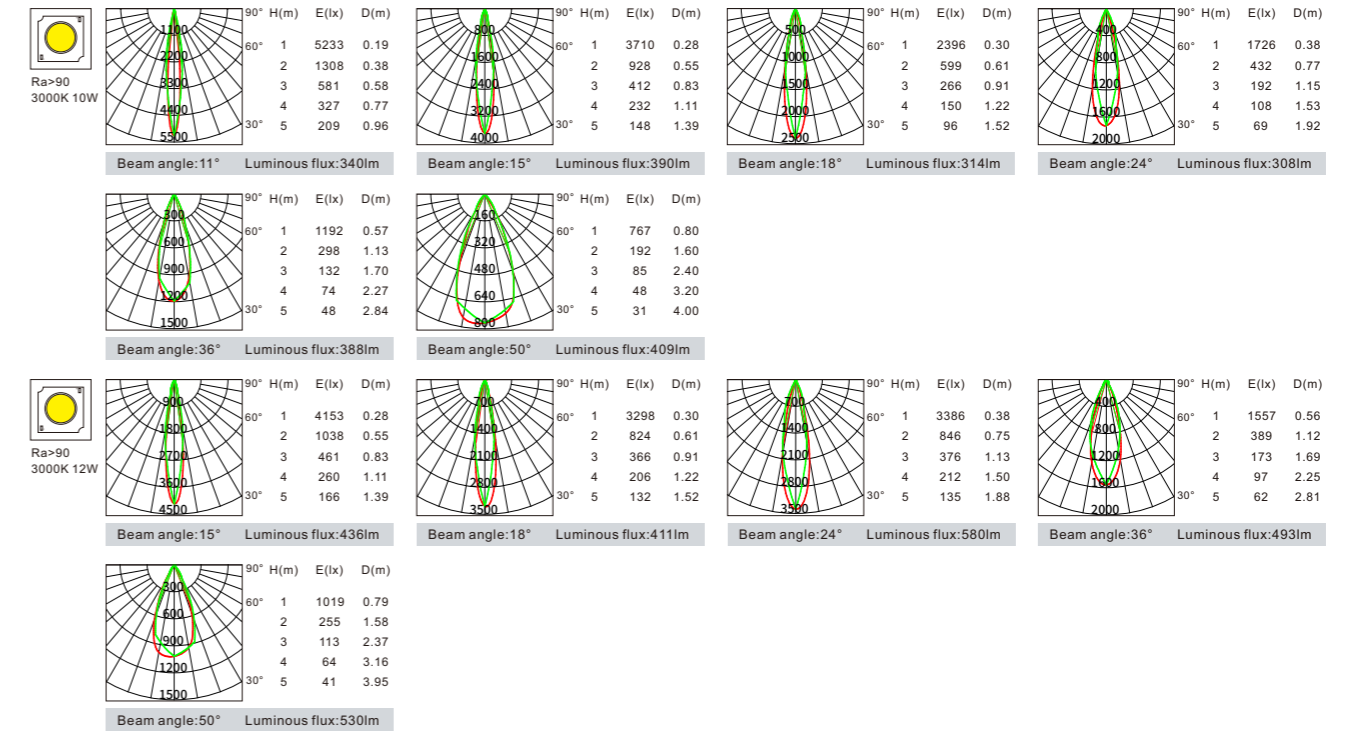 Ra>90
3000K 10W
1100
2200
3300
4400
5500
90° H(m) E(lx) D(m)
60° 1 5233 0.19
2 1308 0.38
3 581 0.58
4 327 0.77
30° 5 209 0.96
Beam angle:11° Luminous flux:340lm
800
1600
2400
3200
4000
90° H(m) E(lx) D(m)
60° 1 3710 0.28
2 928 0.55
3 412 0.83
4 232 1.11
30° 5 148 1.39
Beam angle:15° Luminous flux:390lm
500
1000
1500
2000
2500
90° H(m) E(lx) D(m)
60° 1 2396 0.30
2 599 0.61
3 266 0.91
4 150 1.22
30° 5 96 1.52
Beam angle:18° Luminous flux:314lm
400
800
1200
1600
2000
90° H(m) E(lx) D(m)
60° 1 1726 0.38
2 432 0.77
3 192 1.15
4 108 1.53
30° 5 69 1.92
Beam angle:24° Luminous flux:308lm
300
600
900
1200
1500
90° H(m) E(lx) D(m)
60° 1 1192 0.57
2 298 1.13
3 132 1.70
4 74 2.27
30° 5 48 2.84
Beam angle:36° Luminous flux:388lm
160
320
480
640
800
90° H(m) E(lx) D(m)
60° 1 767 0.80
2 192 1.60
3 85 2.40
4 48 3.20
30° 5 31 4.00
Beam angle:50° Luminous flux:409lm
Ra>90
3000K 12W
900
1800
2700
3600
4500
90° H(m) E(lx) D(m)
60° 1 4153 0.28
2 1038 0.55
3 461 0.83
4 260 1.11
30° 5 166 1.39
Beam angle:15° Luminous flux:436lm
700
1400
2100
2800
3500
90° H(m) E(lx) D(m)
60° 1 3298 0.30
2 824 0.61
3 366 0.91
4 206 1.22
30° 5 132 1.52
Beam angle:18° Luminous flux:411lm
700
1400
2100
2800
3500
90° H(m) E(lx) D(m)
60° 1 3386 0.38
2 846 0.75
3 376 1.13
4 212 1.50
30° 5 135 1.88
Beam angle:24° Luminous flux:580lm
400
800
1200
1600
2000
90° H(m) E(lx) D(m)
60° 1 1557 0.56
2 389 1.12
3 173 1.69
4 97 2.25
30° 5 62 2.81
Beam angle:36° Luminous flux:493lm
300
600
900
1200
1500
90° H(m) E(lx) D(m)
60° 1 1019 0.79
2 255 1.58
3 113 2.37
4 64 3.16
30° 5 41 3.95
Beam angle:50° Luminous flux:530lm